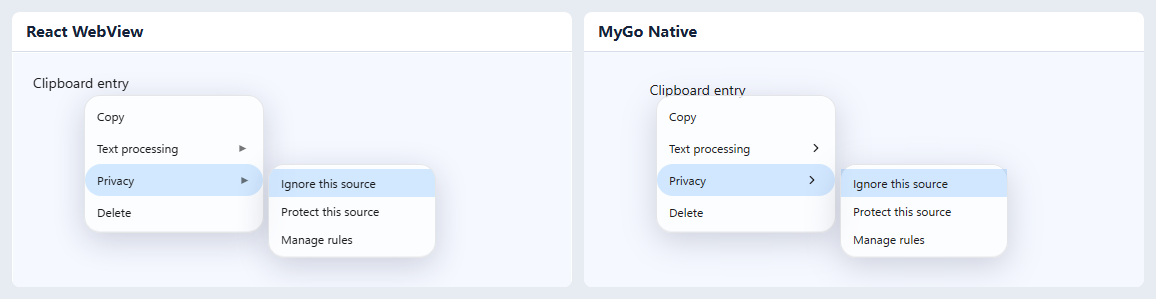 React WebView
Clipboard entry
Copy
Text processing
Privacy
Delete
Ignore this source
Protect this source
Manage rules
MyGo Native
Clipboard entry
Copy
Text processing
Privacy
Delete
Ignore this source
Protect this source
Manage rules